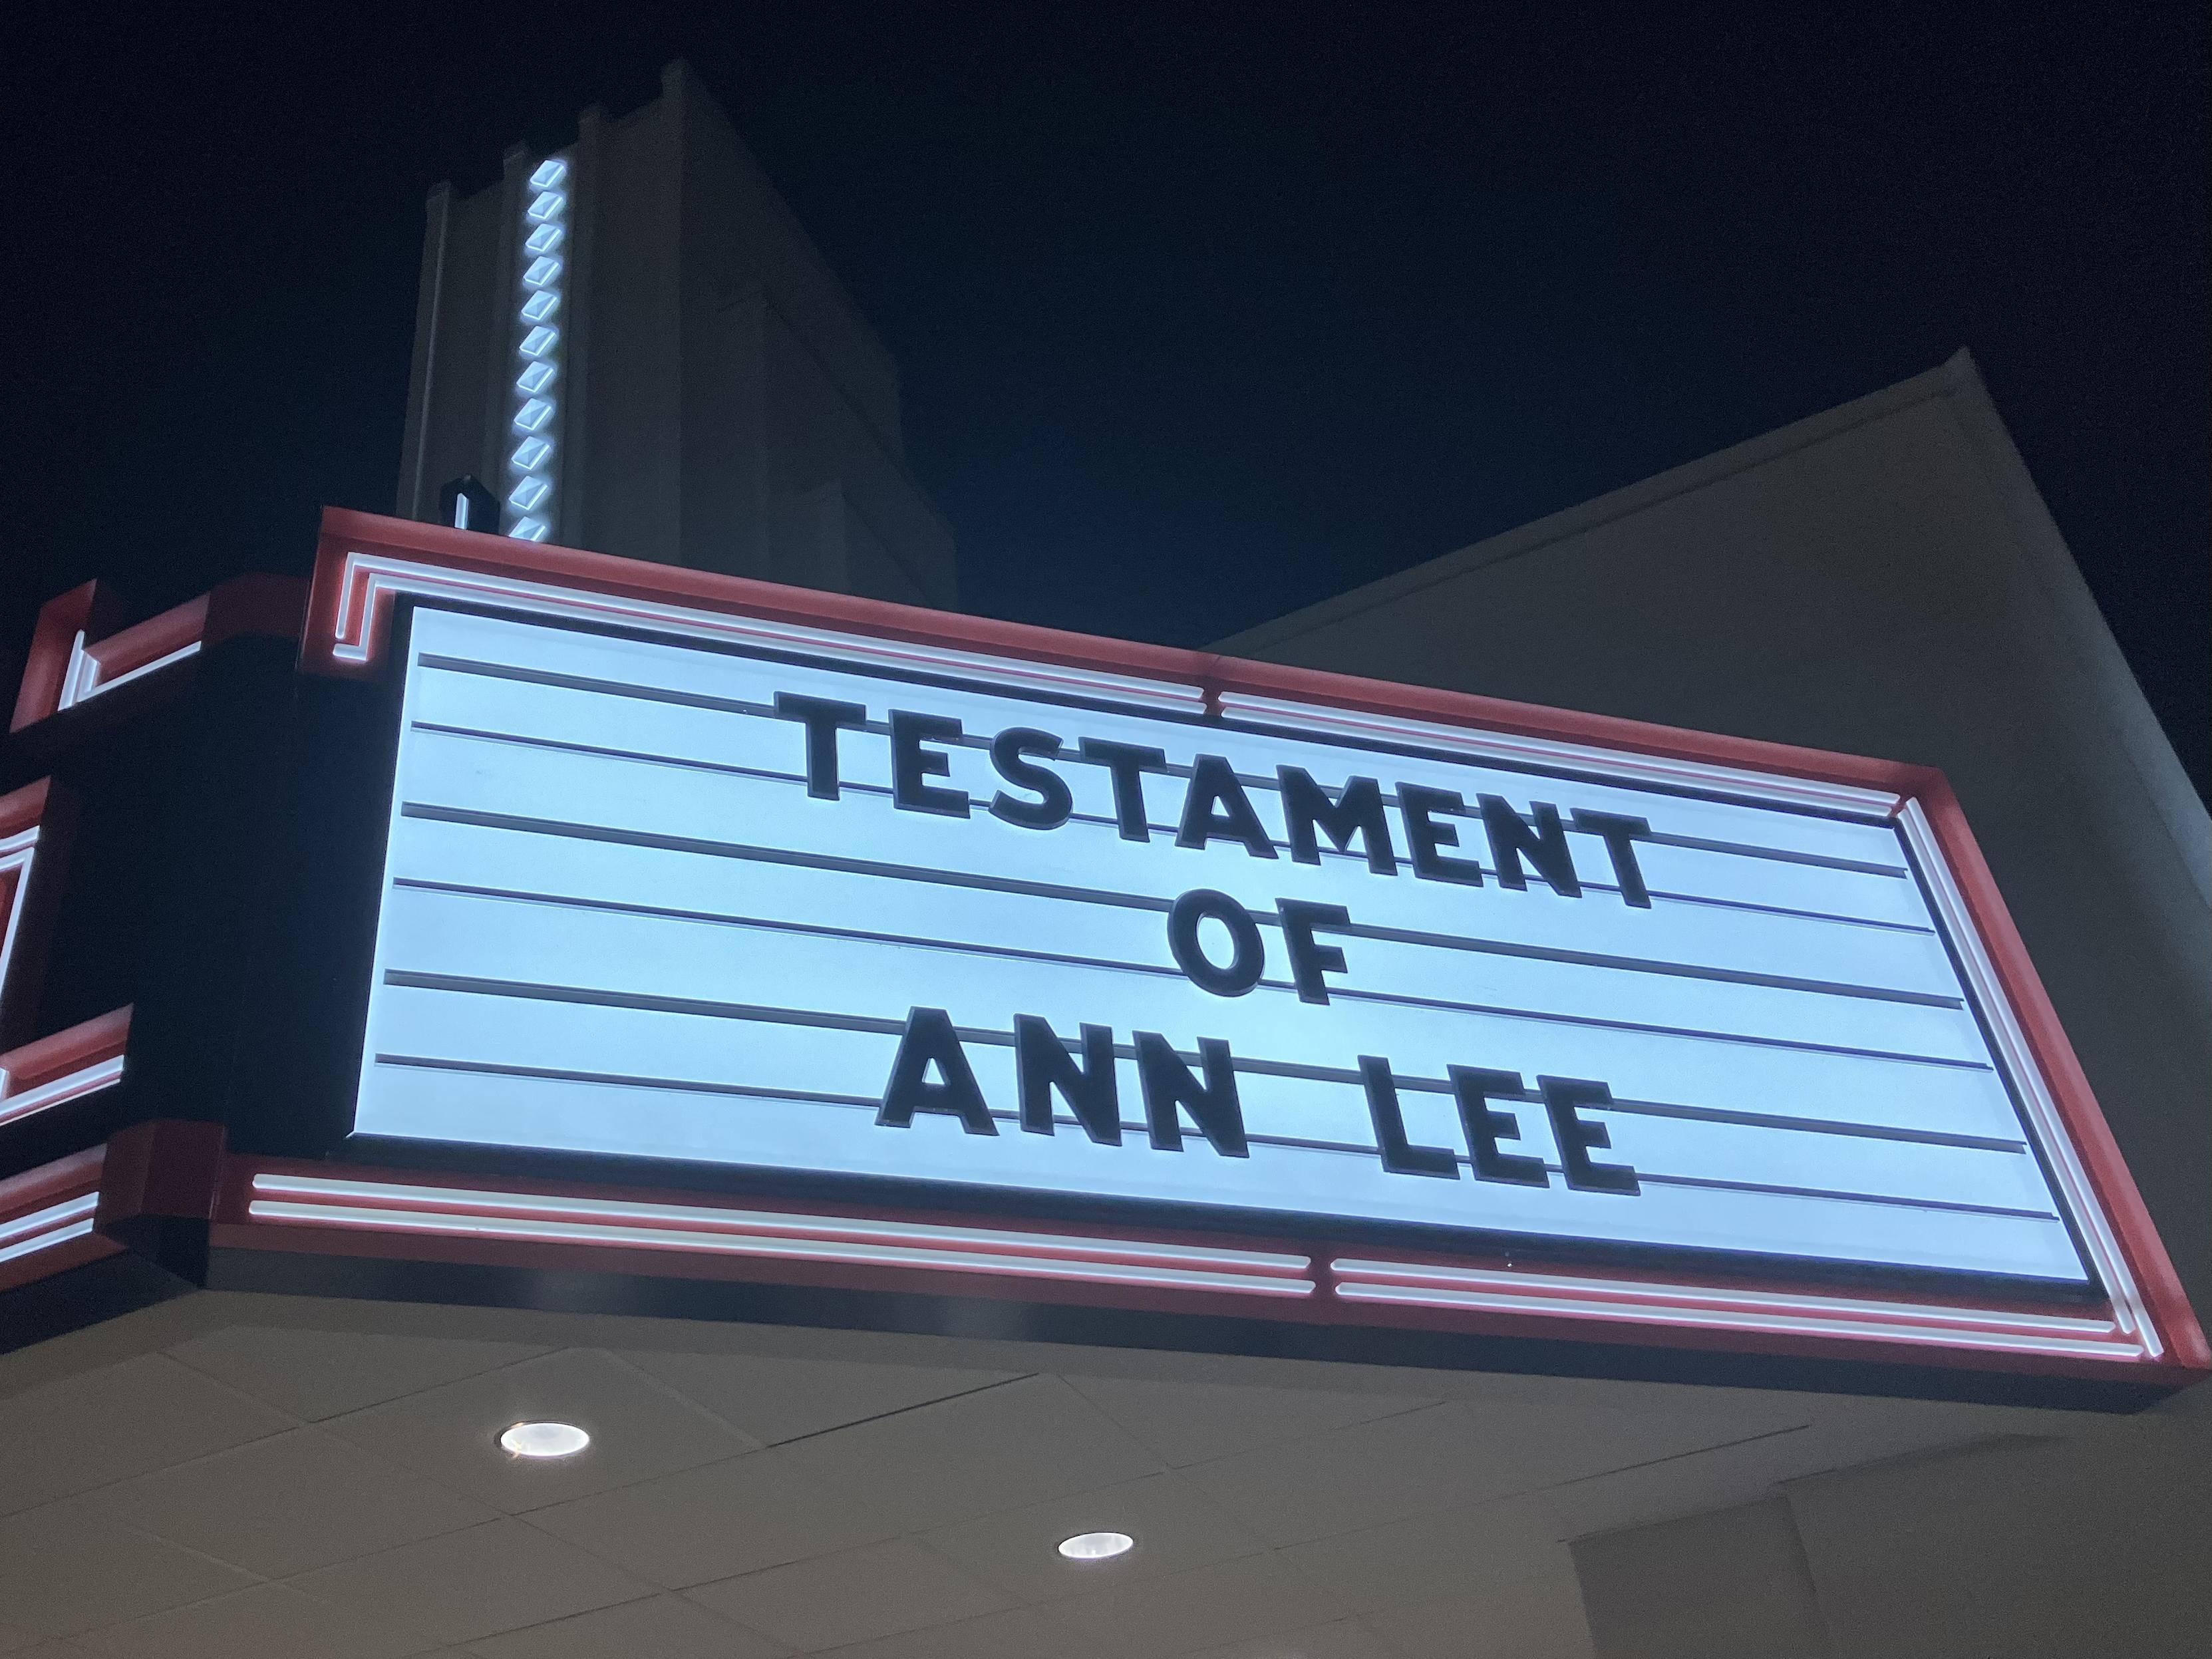 TESTAMENT
OF
ANN LEE